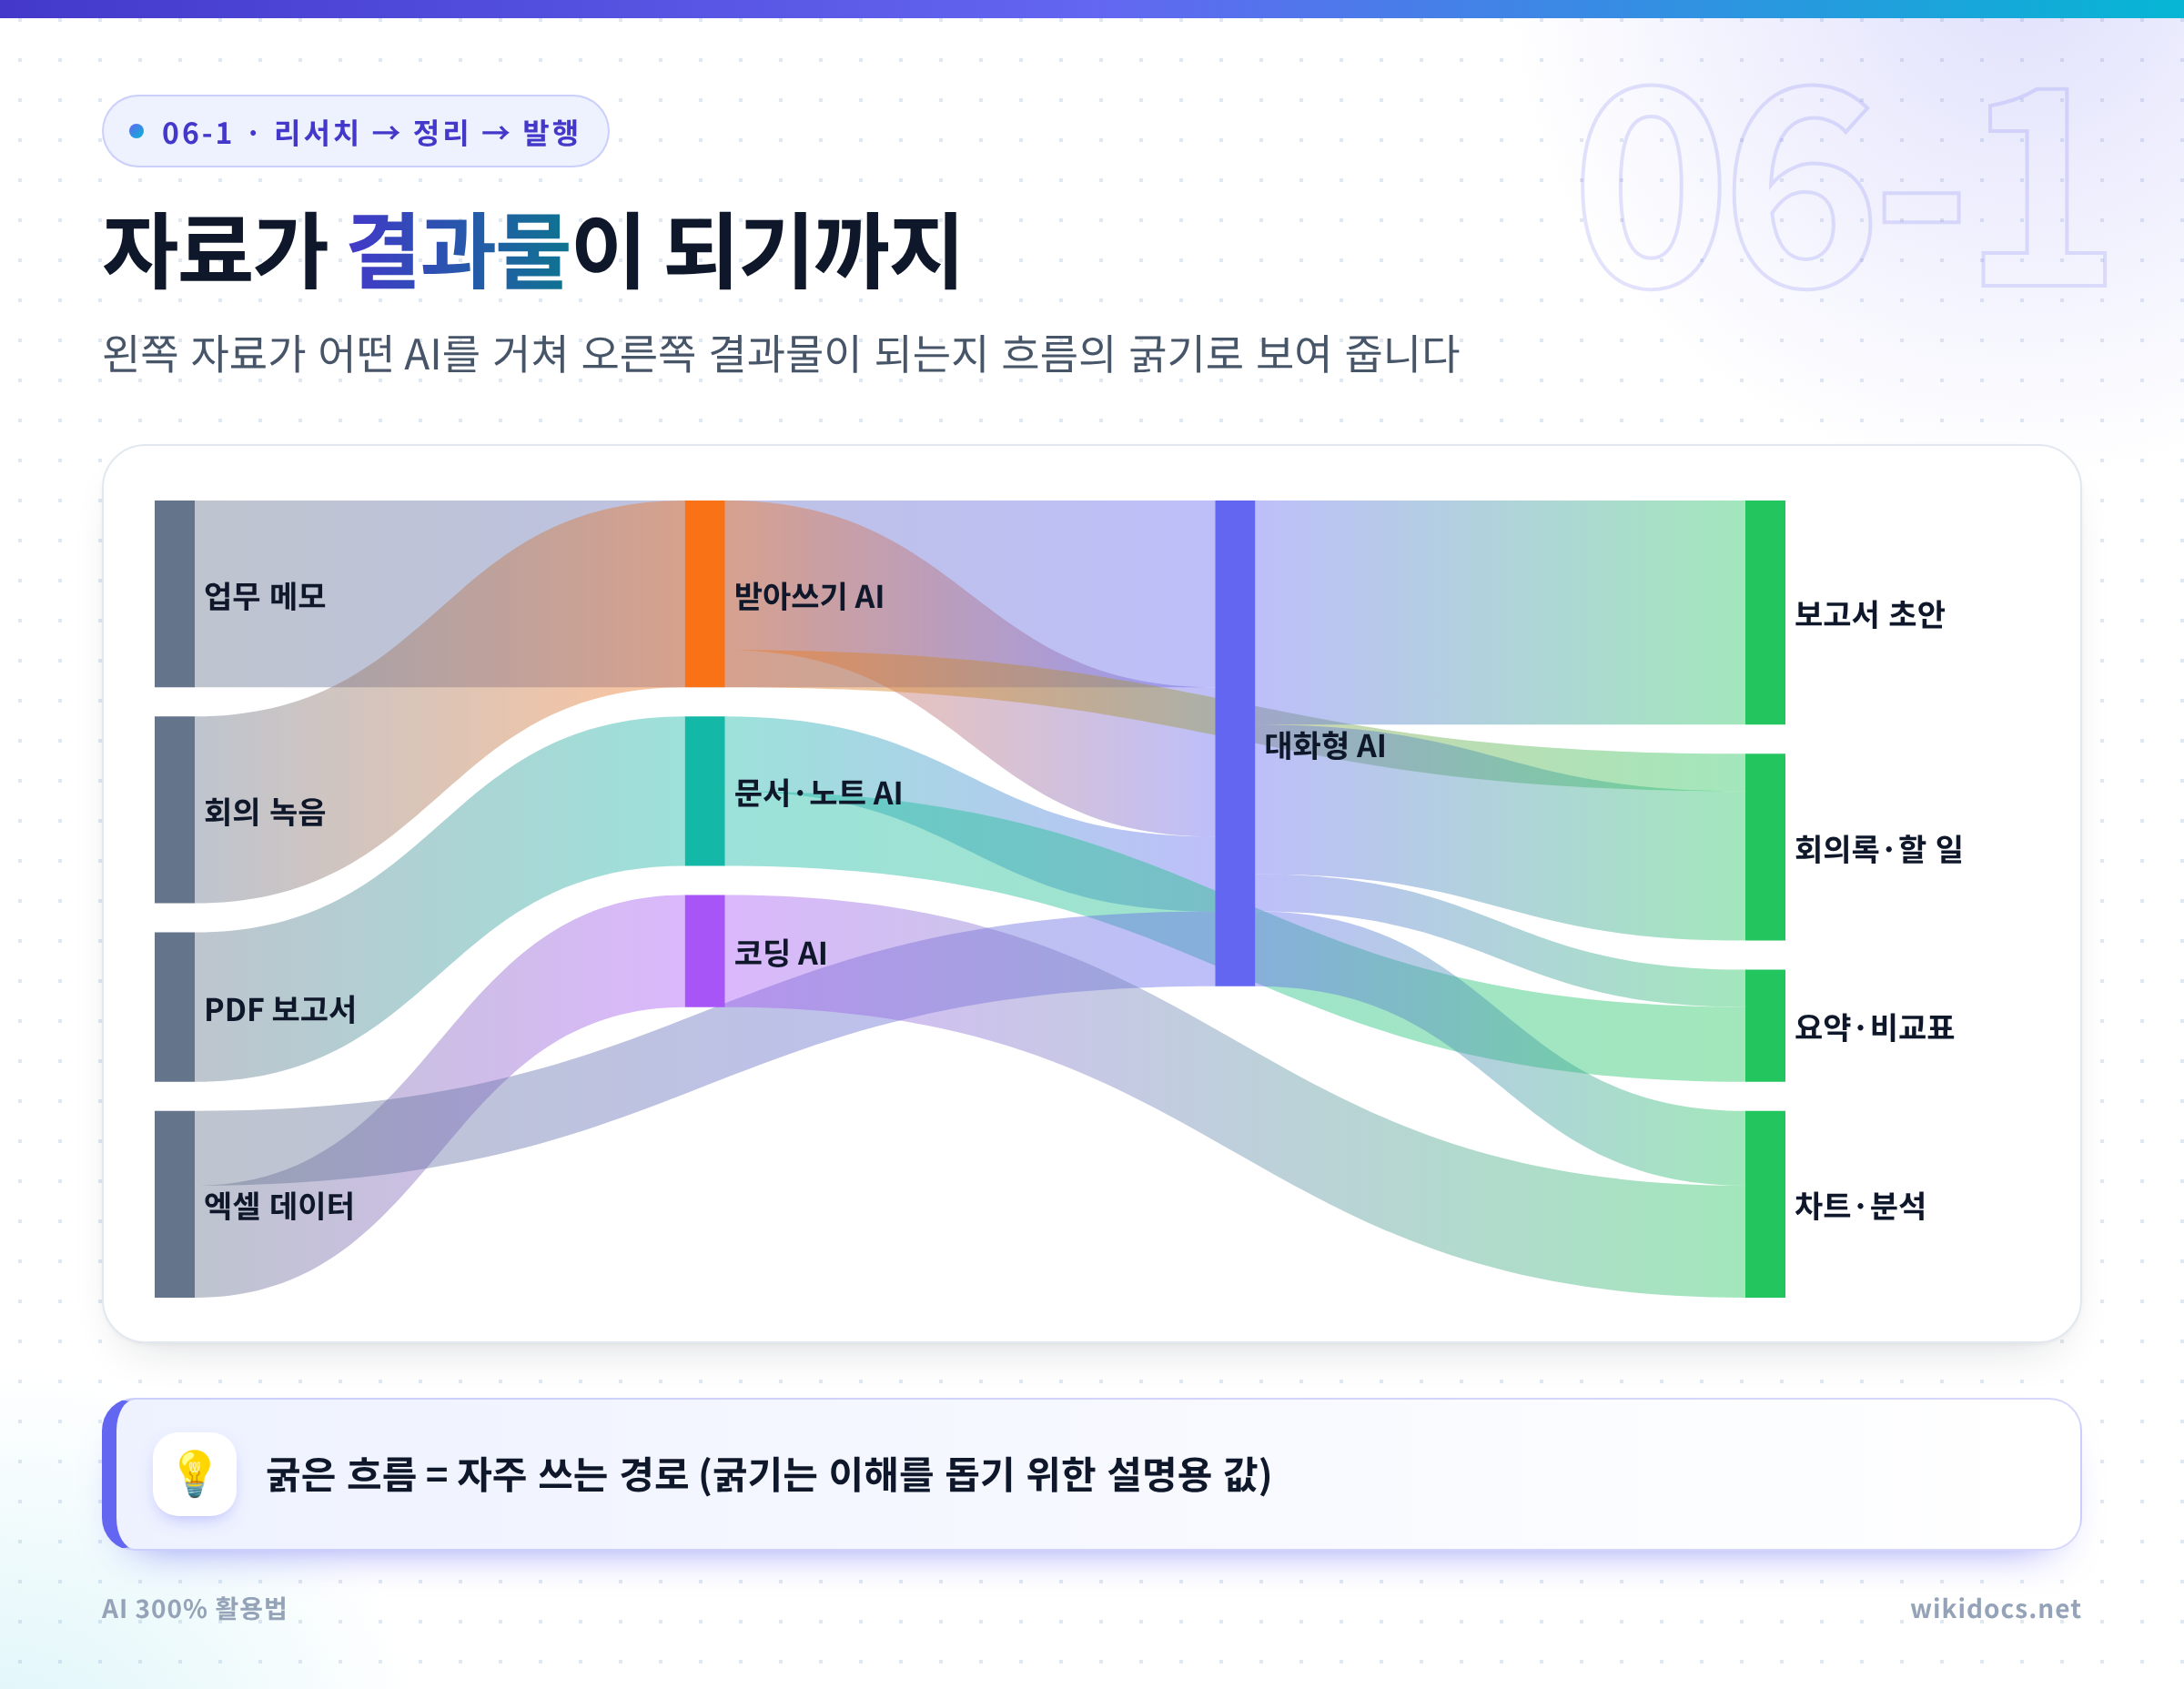 06-1 · 리서치 → 정리 → 발행
06-1
자료가 결과물이 되기까지
왼쪽 자료가 어떤 AI를 거쳐 오른쪽 결과물이 되는지 흐름의 굵기로 보여 줍니다
업무 메모
회의 녹음
PDF 보고서
엑셀 데이터
받아쓰기 AI
문서·노트 AI
코딩 AI
대화형 AI
보고서 초안
회의록·할 일
요약·비교표
차트·분석
굵은 흐름 = 자주 쓰는 경로 (굵기는 이해를 돕기 위한 설명용 값)
AI 300% 활용법
wikidocs.net